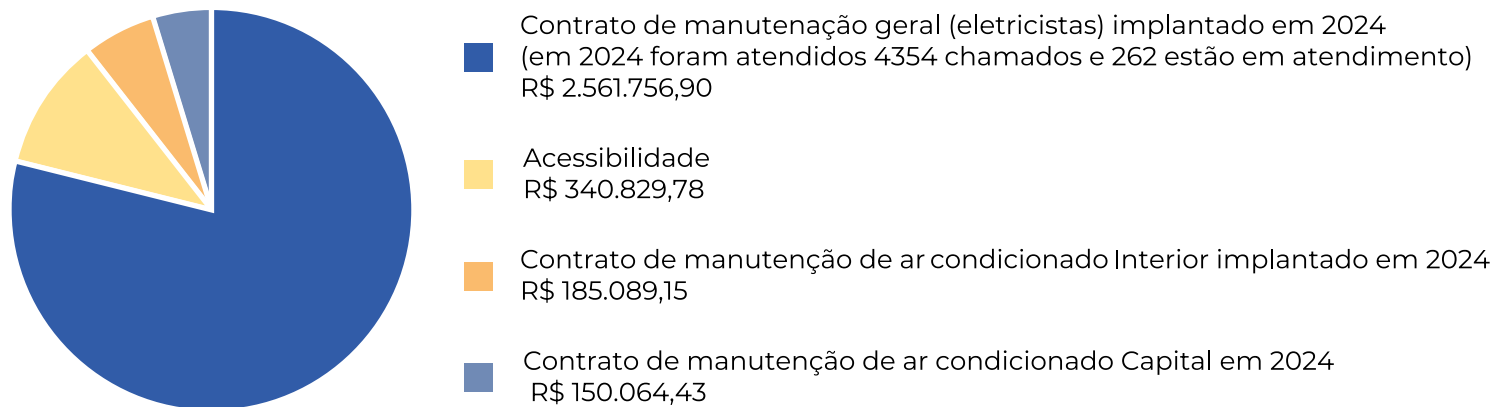 Contrato de manutenação geral (eletricistas) implantado em 2024
(em 2024 foram atendidos 4354 chamados e 262 estão em atendimento)
R$ 2.561.756,90
Acessibilidade
R$ 340.829,78
Contrato de manutenção de ar condicionado Interior implantado em 2024
R$ 185.089,15
Contrato de manutenção de ar condicionado Capital em 2024
R$ 150.064,43